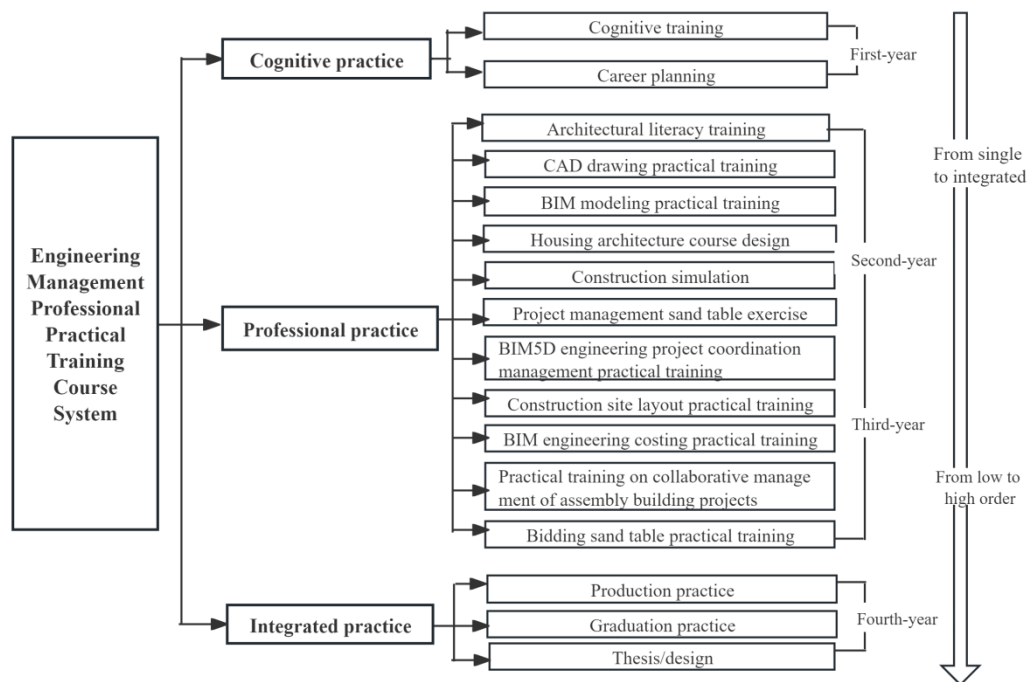 Engineering
Management
Professional
Practical
Training
Course
System
Cognitive practice
Cognitive training
Career planning
First-year
Professional practice
Architectural literacy training
CAD drawing practical training
BIM modeling practical training
Housing architecture course design
Construction simulation
Project management sand table exercise
BIM5D engineering project coordination
management practical training
Construction site layout practical training
BIM engineering costing practical training
Practical training on collaborative manage
ment of assembly building projects
Bidding sand table practical training
Second-year
Third-year
Integrated practice
Production practice
Graduation practice
Thesis/design
Fourth-year
From single
to integrated
From low to
high order